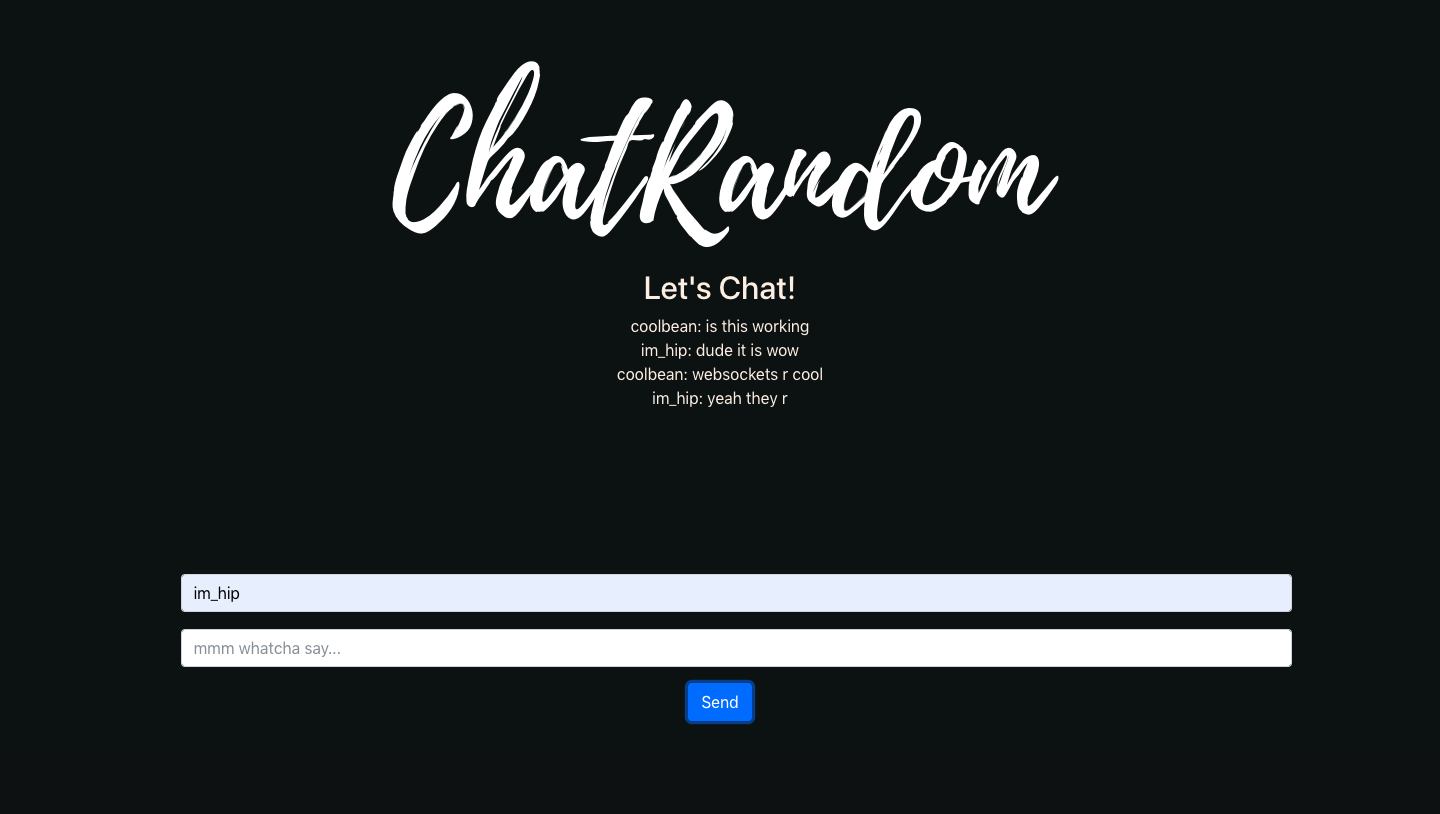 ChatRandom
Let's Chat!
coolbean: is this working
im_hip: dude it is wow
coolbean: websockets r cool
im_hip: yeah they r
im_hip
mmm whatcha say...
Send